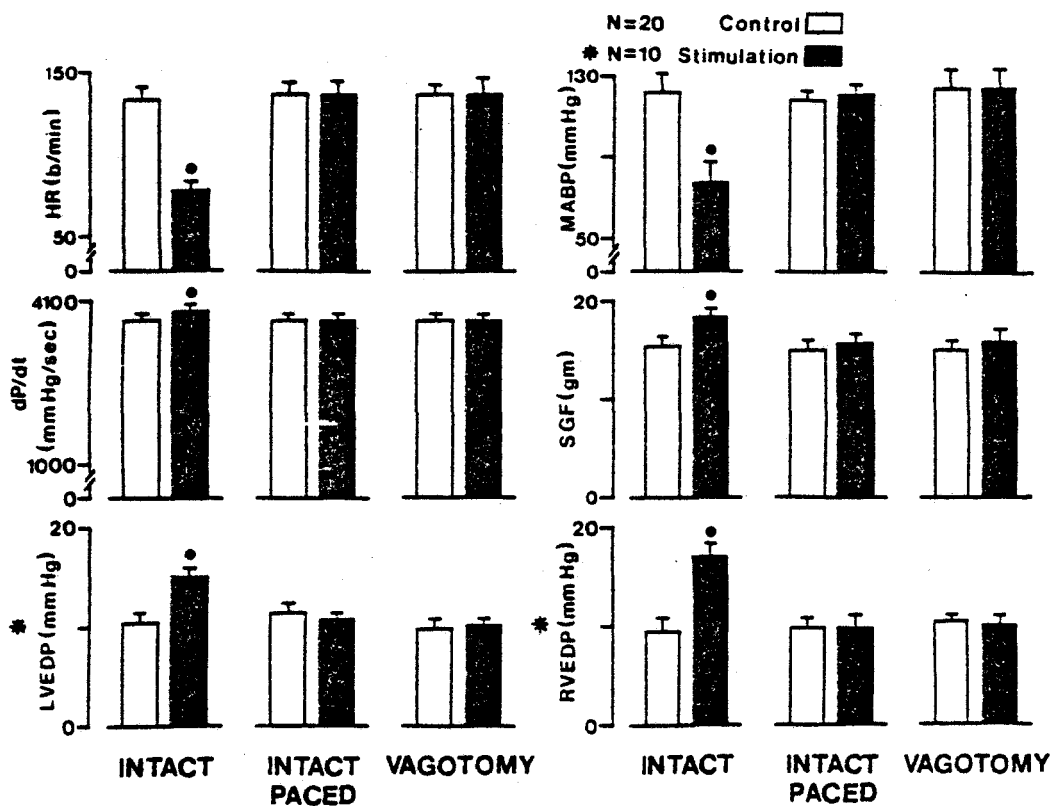 N=20 Control
* N=10 Stimulation
150
HR (b/min)
50
0
130
MABP (mmHg)
50
0
4100
dP/dt
(mmHg/sec)
1000
0
20
SGF (gm)
0
20
* LVEDP (mmHg)
0
20
* RVEDP (mmHg)
0
INTACT
INTACT
PACED
VAGOTOMY
INTACT
INTACT
PACED
VAGOTOMY